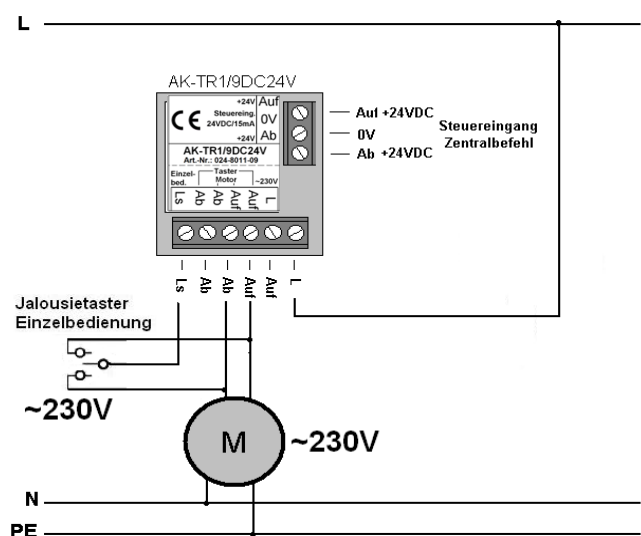 L
AK-TR1/9DC24V
+24V Auf
Steuereing. 0V
24VDC/15mA
+24V Ab
CE
AK-TR1/9DC24V
Art.-Nr.: 024-8011-09
Einzel- Taster
bed. Motor ~230V
Ls Ab Ab Auf Auf L
Auf +24VDC
0V
Ab +24VDC
Steuereingang
Zentralbefehl
Ls Ab Ab Auf Auf L
Jalousietaster
Einzelbedienung
~230V
M ~230V
N
PE